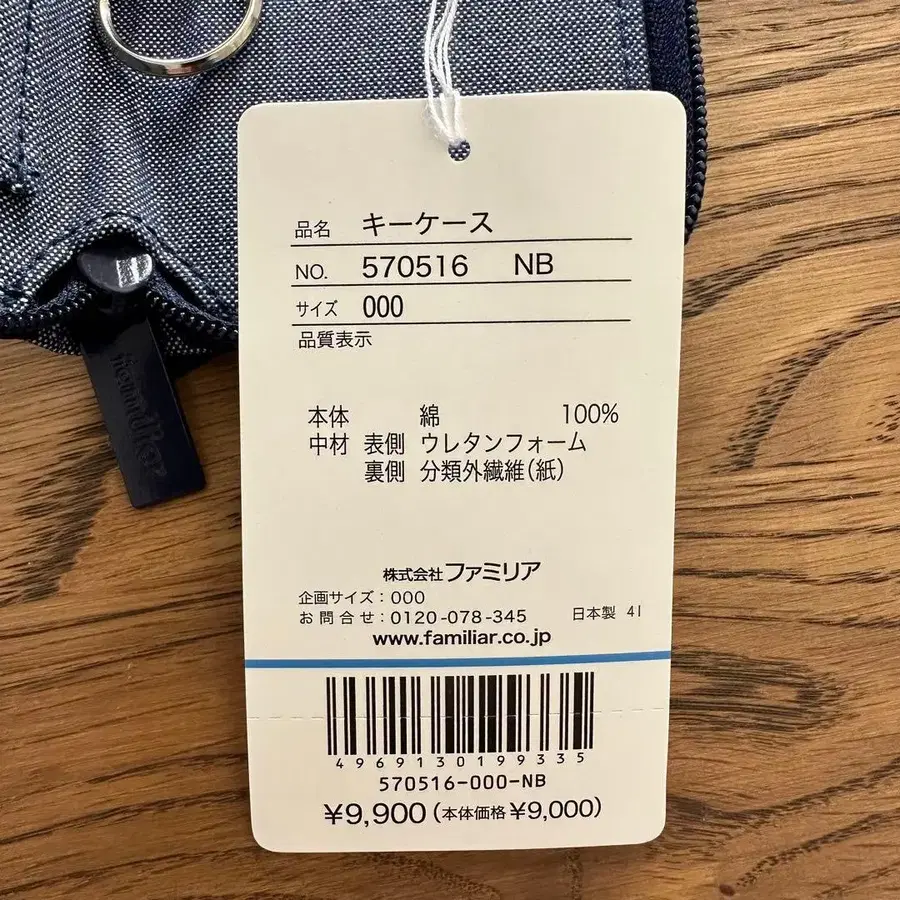 品名 キーケース
NO. 570516 NB
サイズ 000
品質表示
本体 綿 100%
中材 表側 ウレタンフォーム
裏側 分類外繊維(紙)
株式会社ファミリア
企画サイズ:000
お問合せ:0120-078-345 日本製 41
www.familiar.co.jp
4969130199335
570516-000-NB
¥9,900(本体価格¥9,000)
familiar